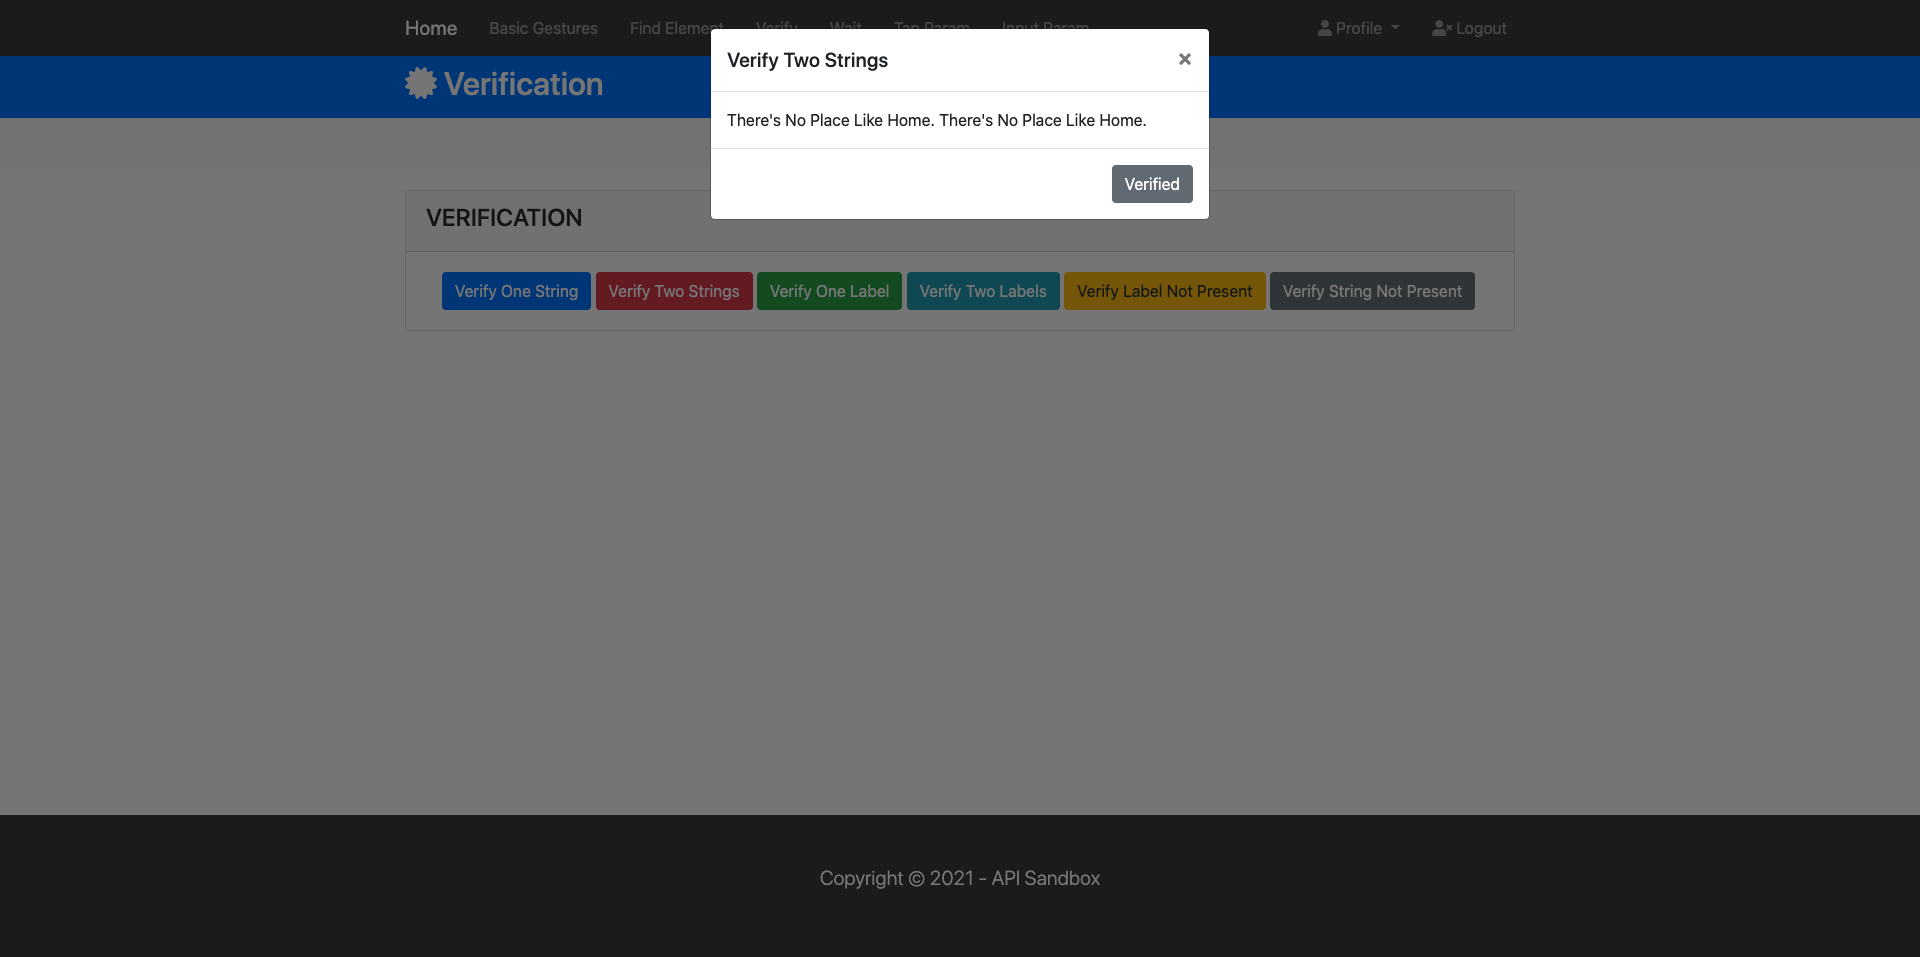 Home Basic Gestures Find Element Verify Wait Tap Param Input Param Profile Logout
Verify Two Strings ×
Verification
There's No Place Like Home. There's No Place Like Home.
Verified
VERIFICATION
Verify One String Verify Two Strings Verify One Label Verify Two Labels Verify Label Not Present Verify String Not Present
Copyright © 2021 - API Sandbox